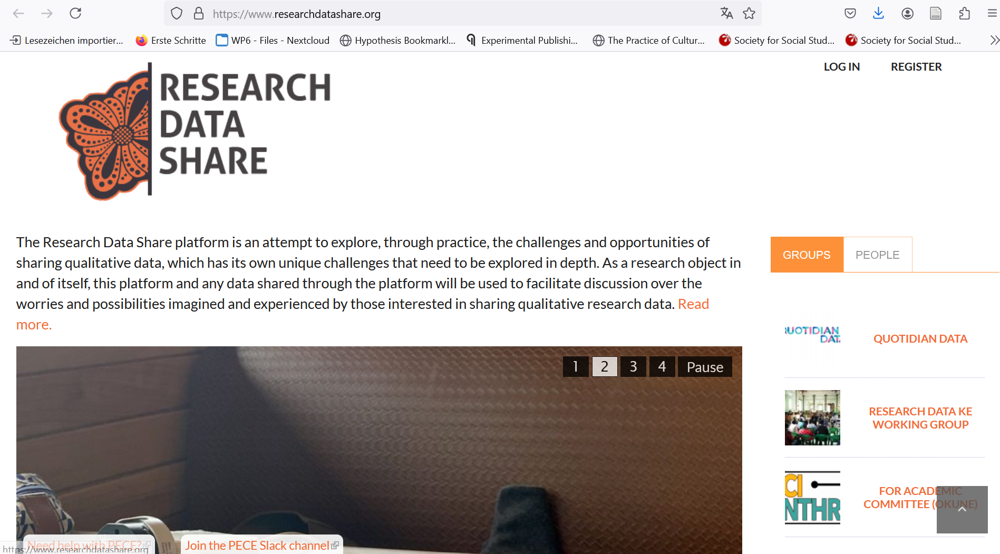 https://www.researchdatashare.org
Lesezeichen importier...
Erste Schritte
WP6 - Files - Nextcloud
Hypothesis Bookmarkl...
Experimental Publishi...
The Practice of Cultur...
Society for Social Stud...
Society for Social Stud...
LOG IN
REGISTER
RESEARCH
DATA
SHARE
The Research Data Share platform is an attempt to explore, through practice, the challenges and opportunities of
sharing qualitative data, which has its own unique challenges that need to be explored in depth. As a research object in
and of itself, this platform and any data shared through the platform will be used to facilitate discussion over the
worries and possibilities imagined and experienced by those interested in sharing qualitative research data. Read
more.
1 2 3 4 Pause
Need help with PECE?
Join the PECE Slack channel
https://www.researchdatashare.org
GROUPS
PEOPLE
QUOTIDIAN
DATA
QUOTIDIAN DATA
RESEARCH DATA KE
WORKING GROUP
CI
NTHR
FOR ACADEMIC
COMMITTEE (OKUNE)